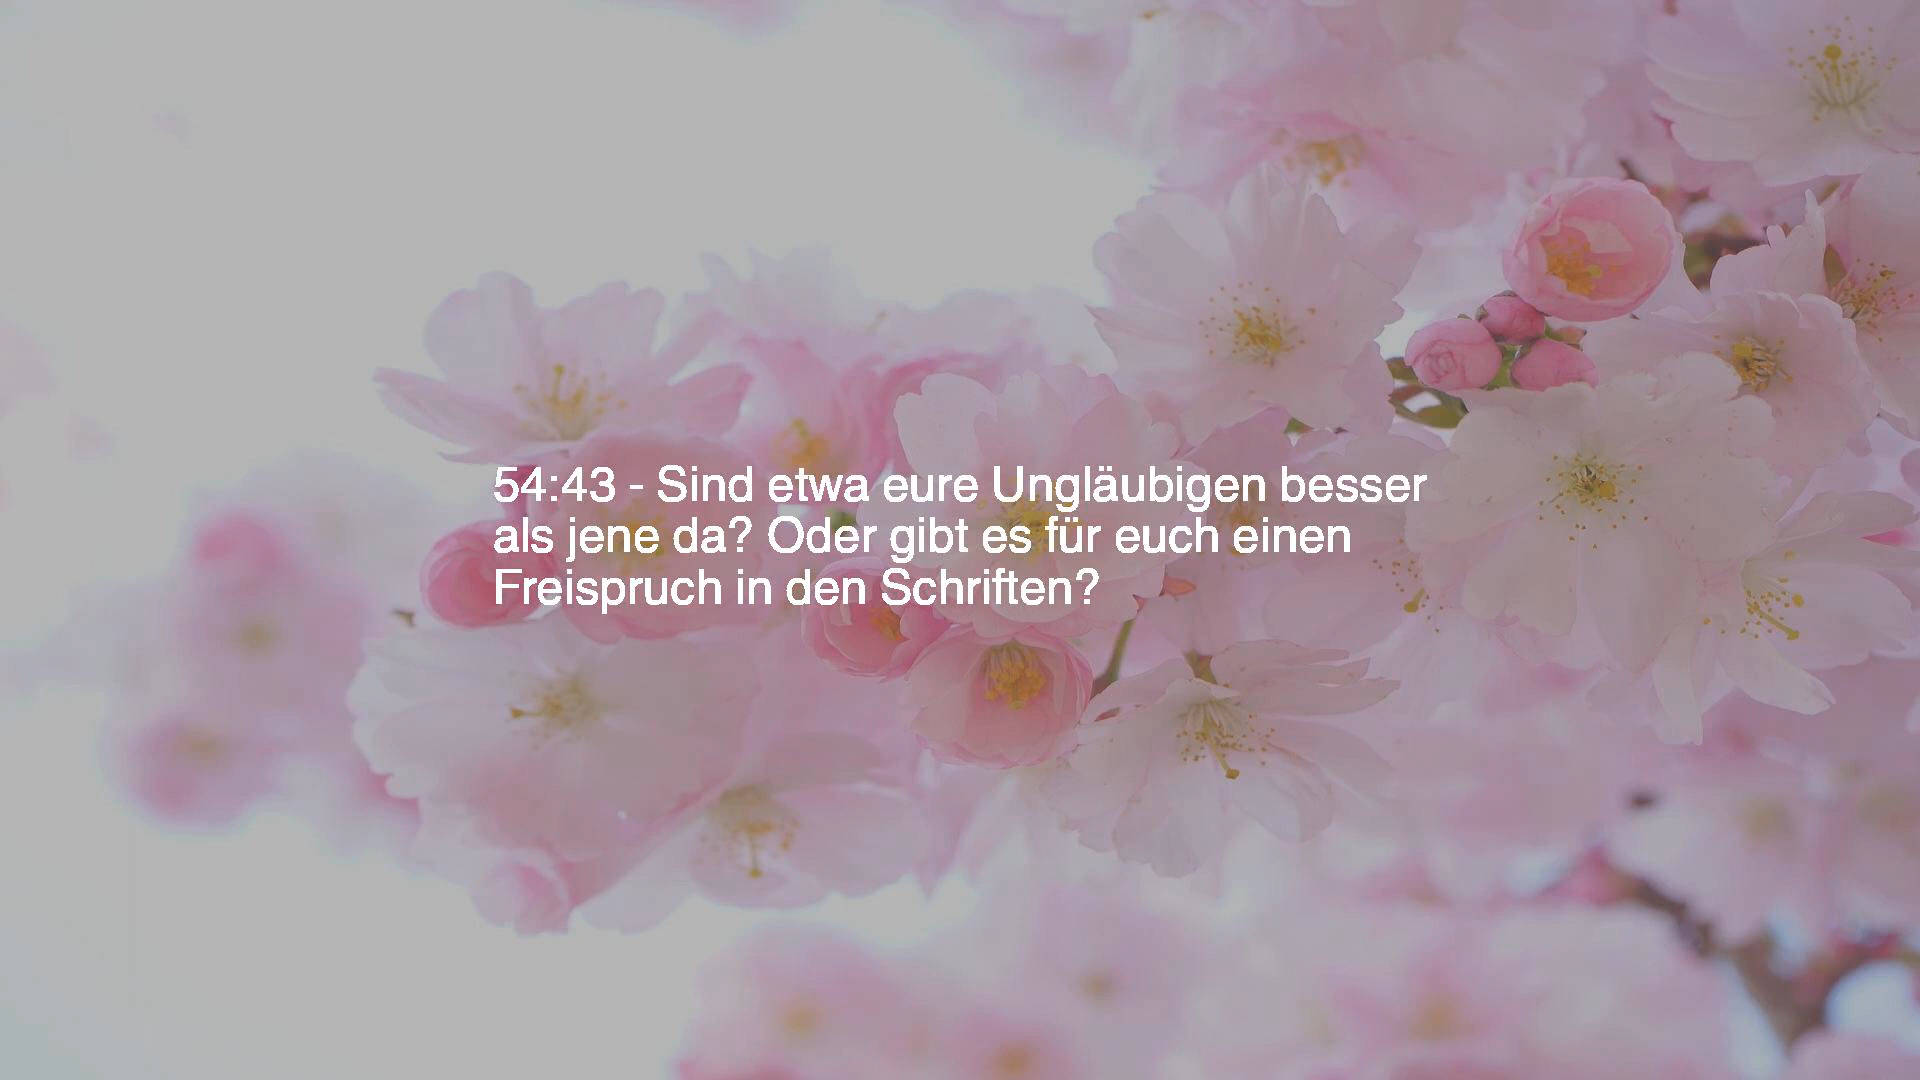 54:43 - Sind etwa eure Ungläubigen besser
als jene da? Oder gibt es für euch einen
Freispruch in den Schriften?